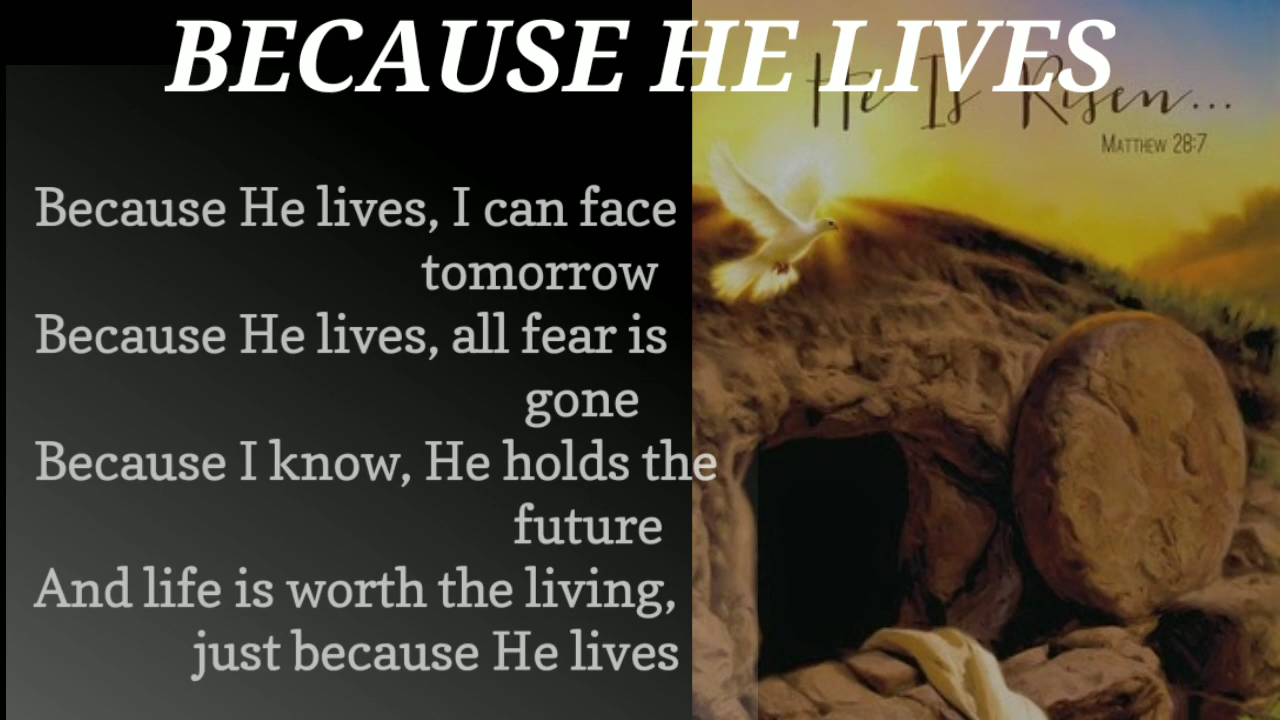 BECAUSE HE LIVES
He Is Risen...
Matthew 28:7
Because He lives, I can face
tomorrow
Because He lives, all fear is
gone
Because I know, He holds the
future
And life is worth the living,
just because He lives